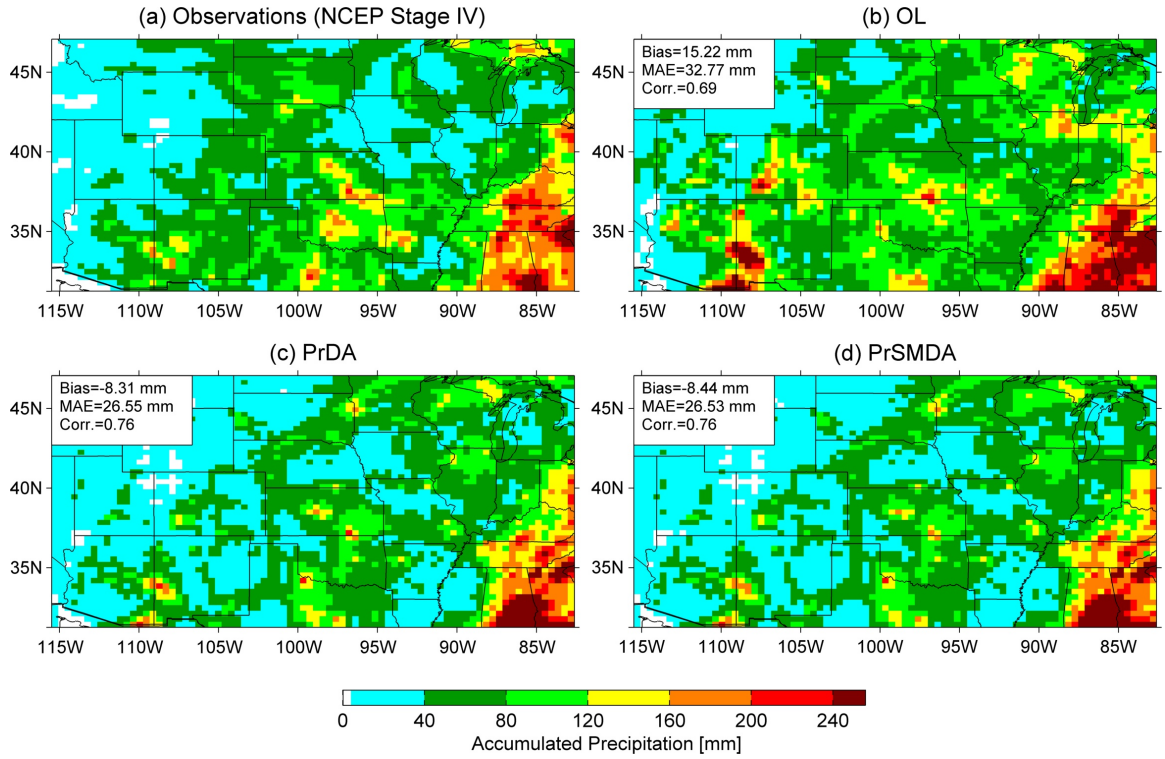 (a) Observations (NCEP Stage IV)
45N
40N
35N
115W 110W 105W 100W 95W 90W 85W
(b) OL
Bias=15.22 mm
MAE=32.77 mm
Corr.=0.69
45N
40N
35N
115W 110W 105W 100W 95W 90W 85W
(c) PrDA
Bias=-8.31 mm
MAE=26.55 mm
Corr.=0.76
45N
40N
35N
115W 110W 105W 100W 95W 90W 85W
(d) PrSMDA
Bias=-8.44 mm
MAE=26.53 mm
Corr.=0.76
45N
40N
35N
115W 110W 105W 100W 95W 90W 85W
0 40 80 120 160 200 240
Accumulated Precipitation [mm]